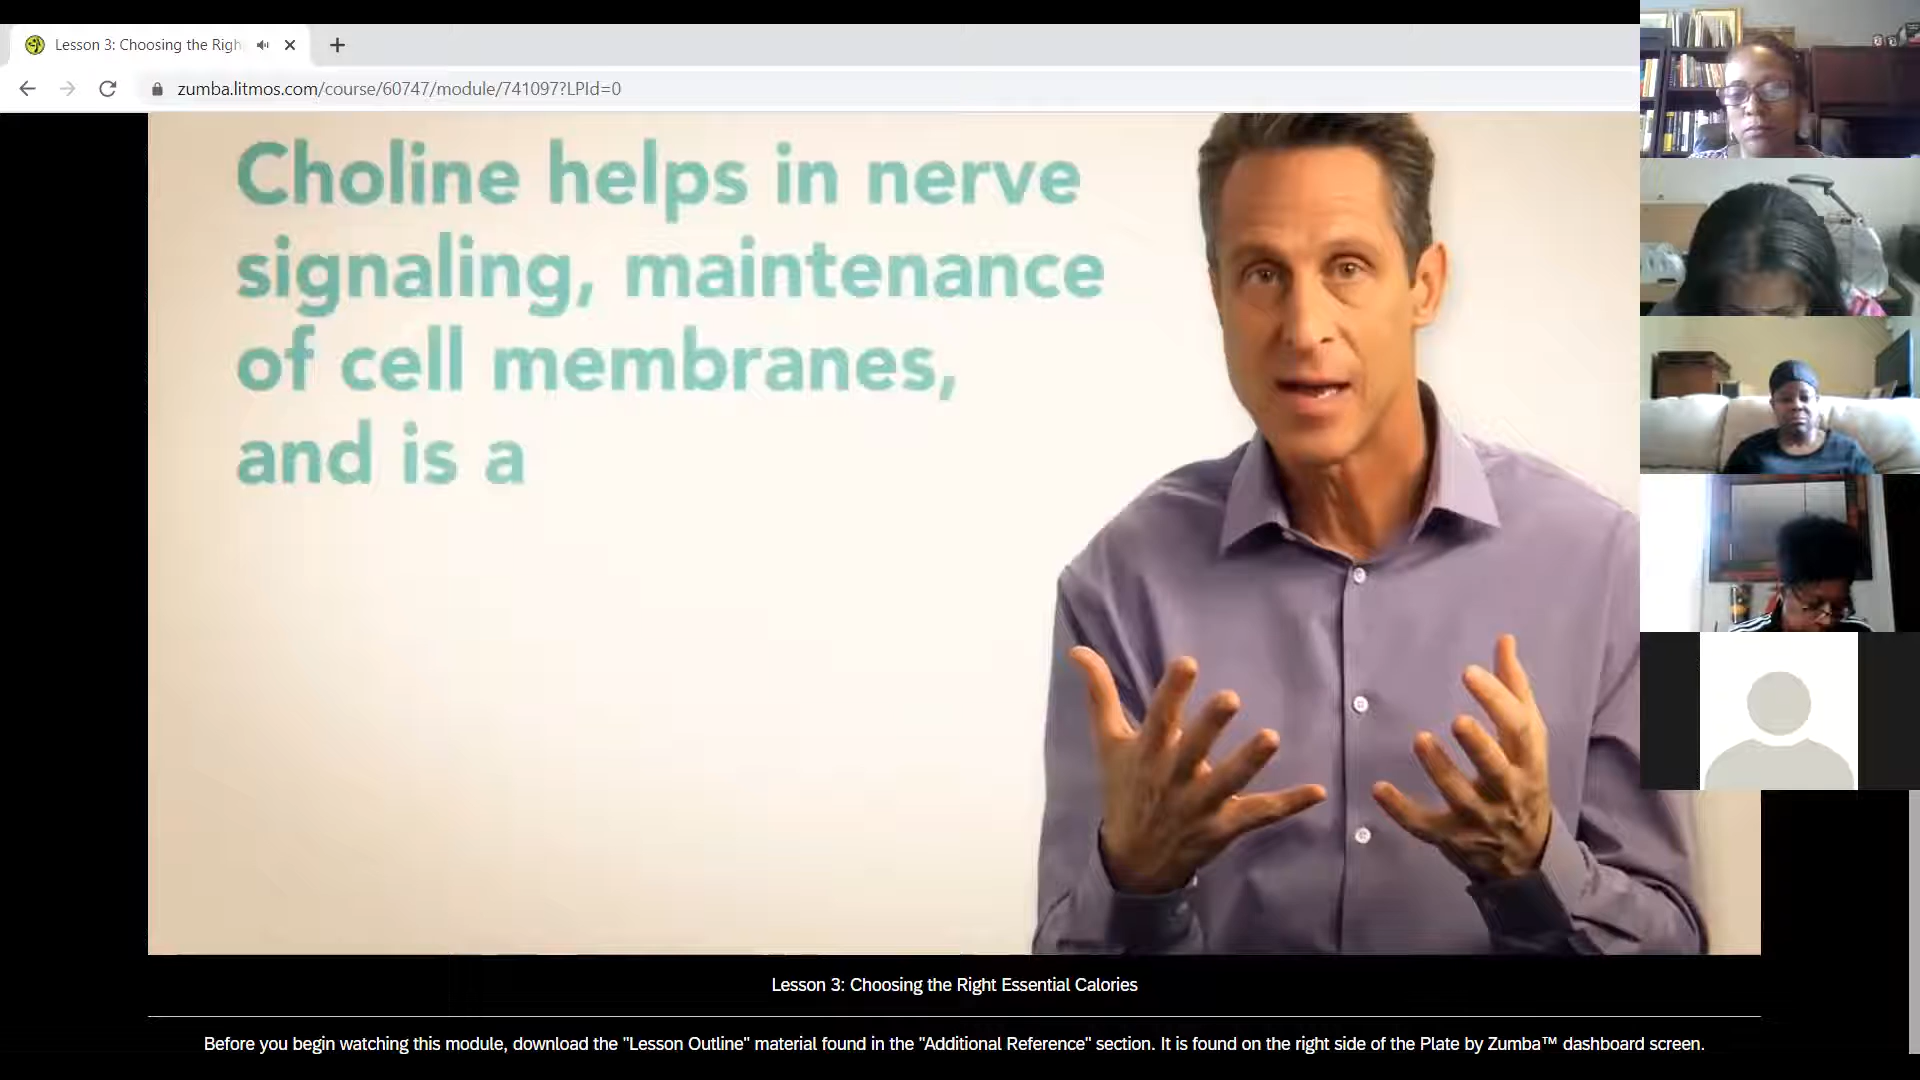 Lesson 3: Choosing the Righ
zumba.litmos.com/course/60747/module/741097?LPId=0
Choline helps in nerve
signaling, maintenance
of cell membranes,
and is a
Lesson 3: Choosing the Right Essential Calories
Before you begin watching this module, download the "Lesson Outline" material found in the "Additional Reference" section. It is found on the right side of the Plate by Zumba™ dashboard screen.